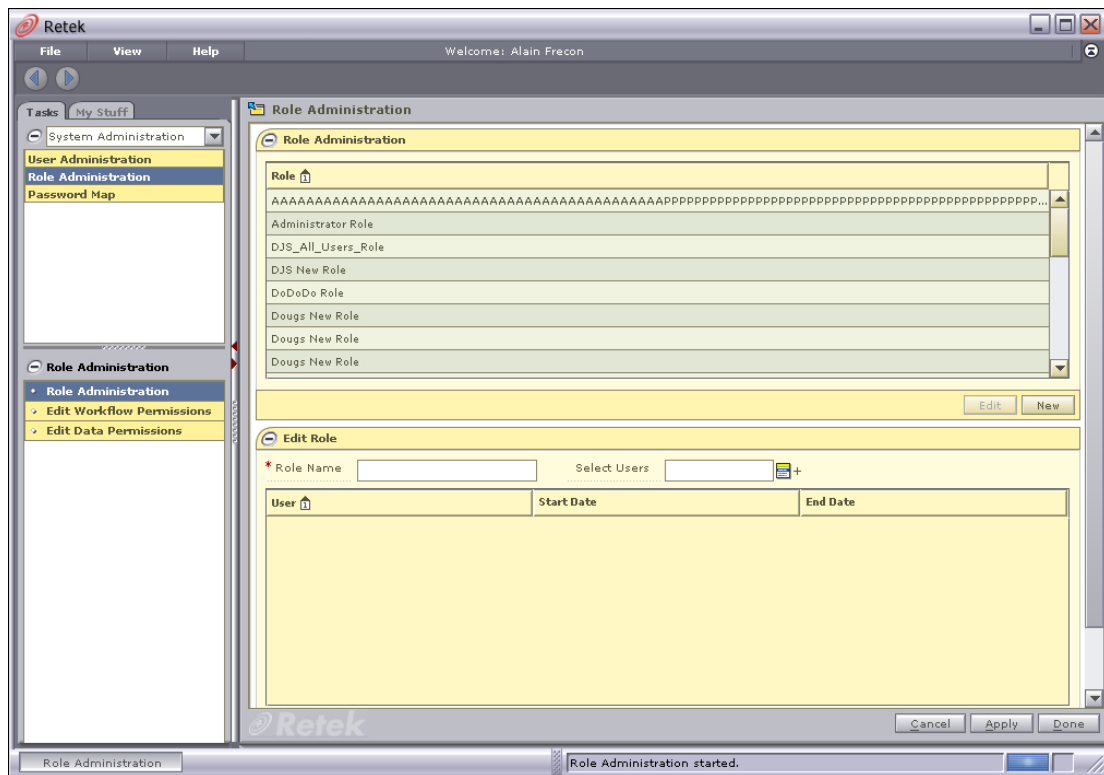 Retek
File View Help Welcome: Alain Frecon
Tasks My Stuff
System Administration
User Administration
Role Administration
Password Map
Role Administration
Role Administration
Edit Workflow Permissions
Edit Data Permissions
Role Administration
Role Administration
Role 1
Administrator Role
DJS_All_Users_Role
DJS New Role
DoDoDo Role
Dougs New Role
Dougs New Role
Dougs New Role
Edit New
Edit Role
* Role Name Select Users +
User 1 Start Date End Date
Retek
Cancel Apply Done
Role Administration Role Administration started.